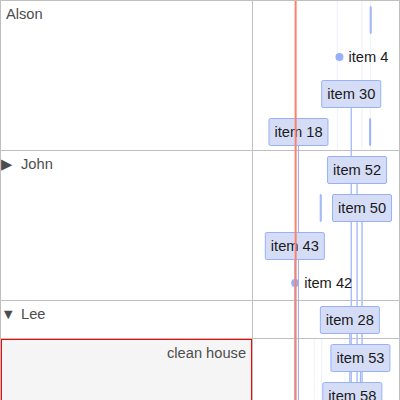 Alson
item 4
item 30
item 18
▶ John
item 52
item 50
item 43
item 42
▼ Lee
item 28
clean house
item 53
item 58